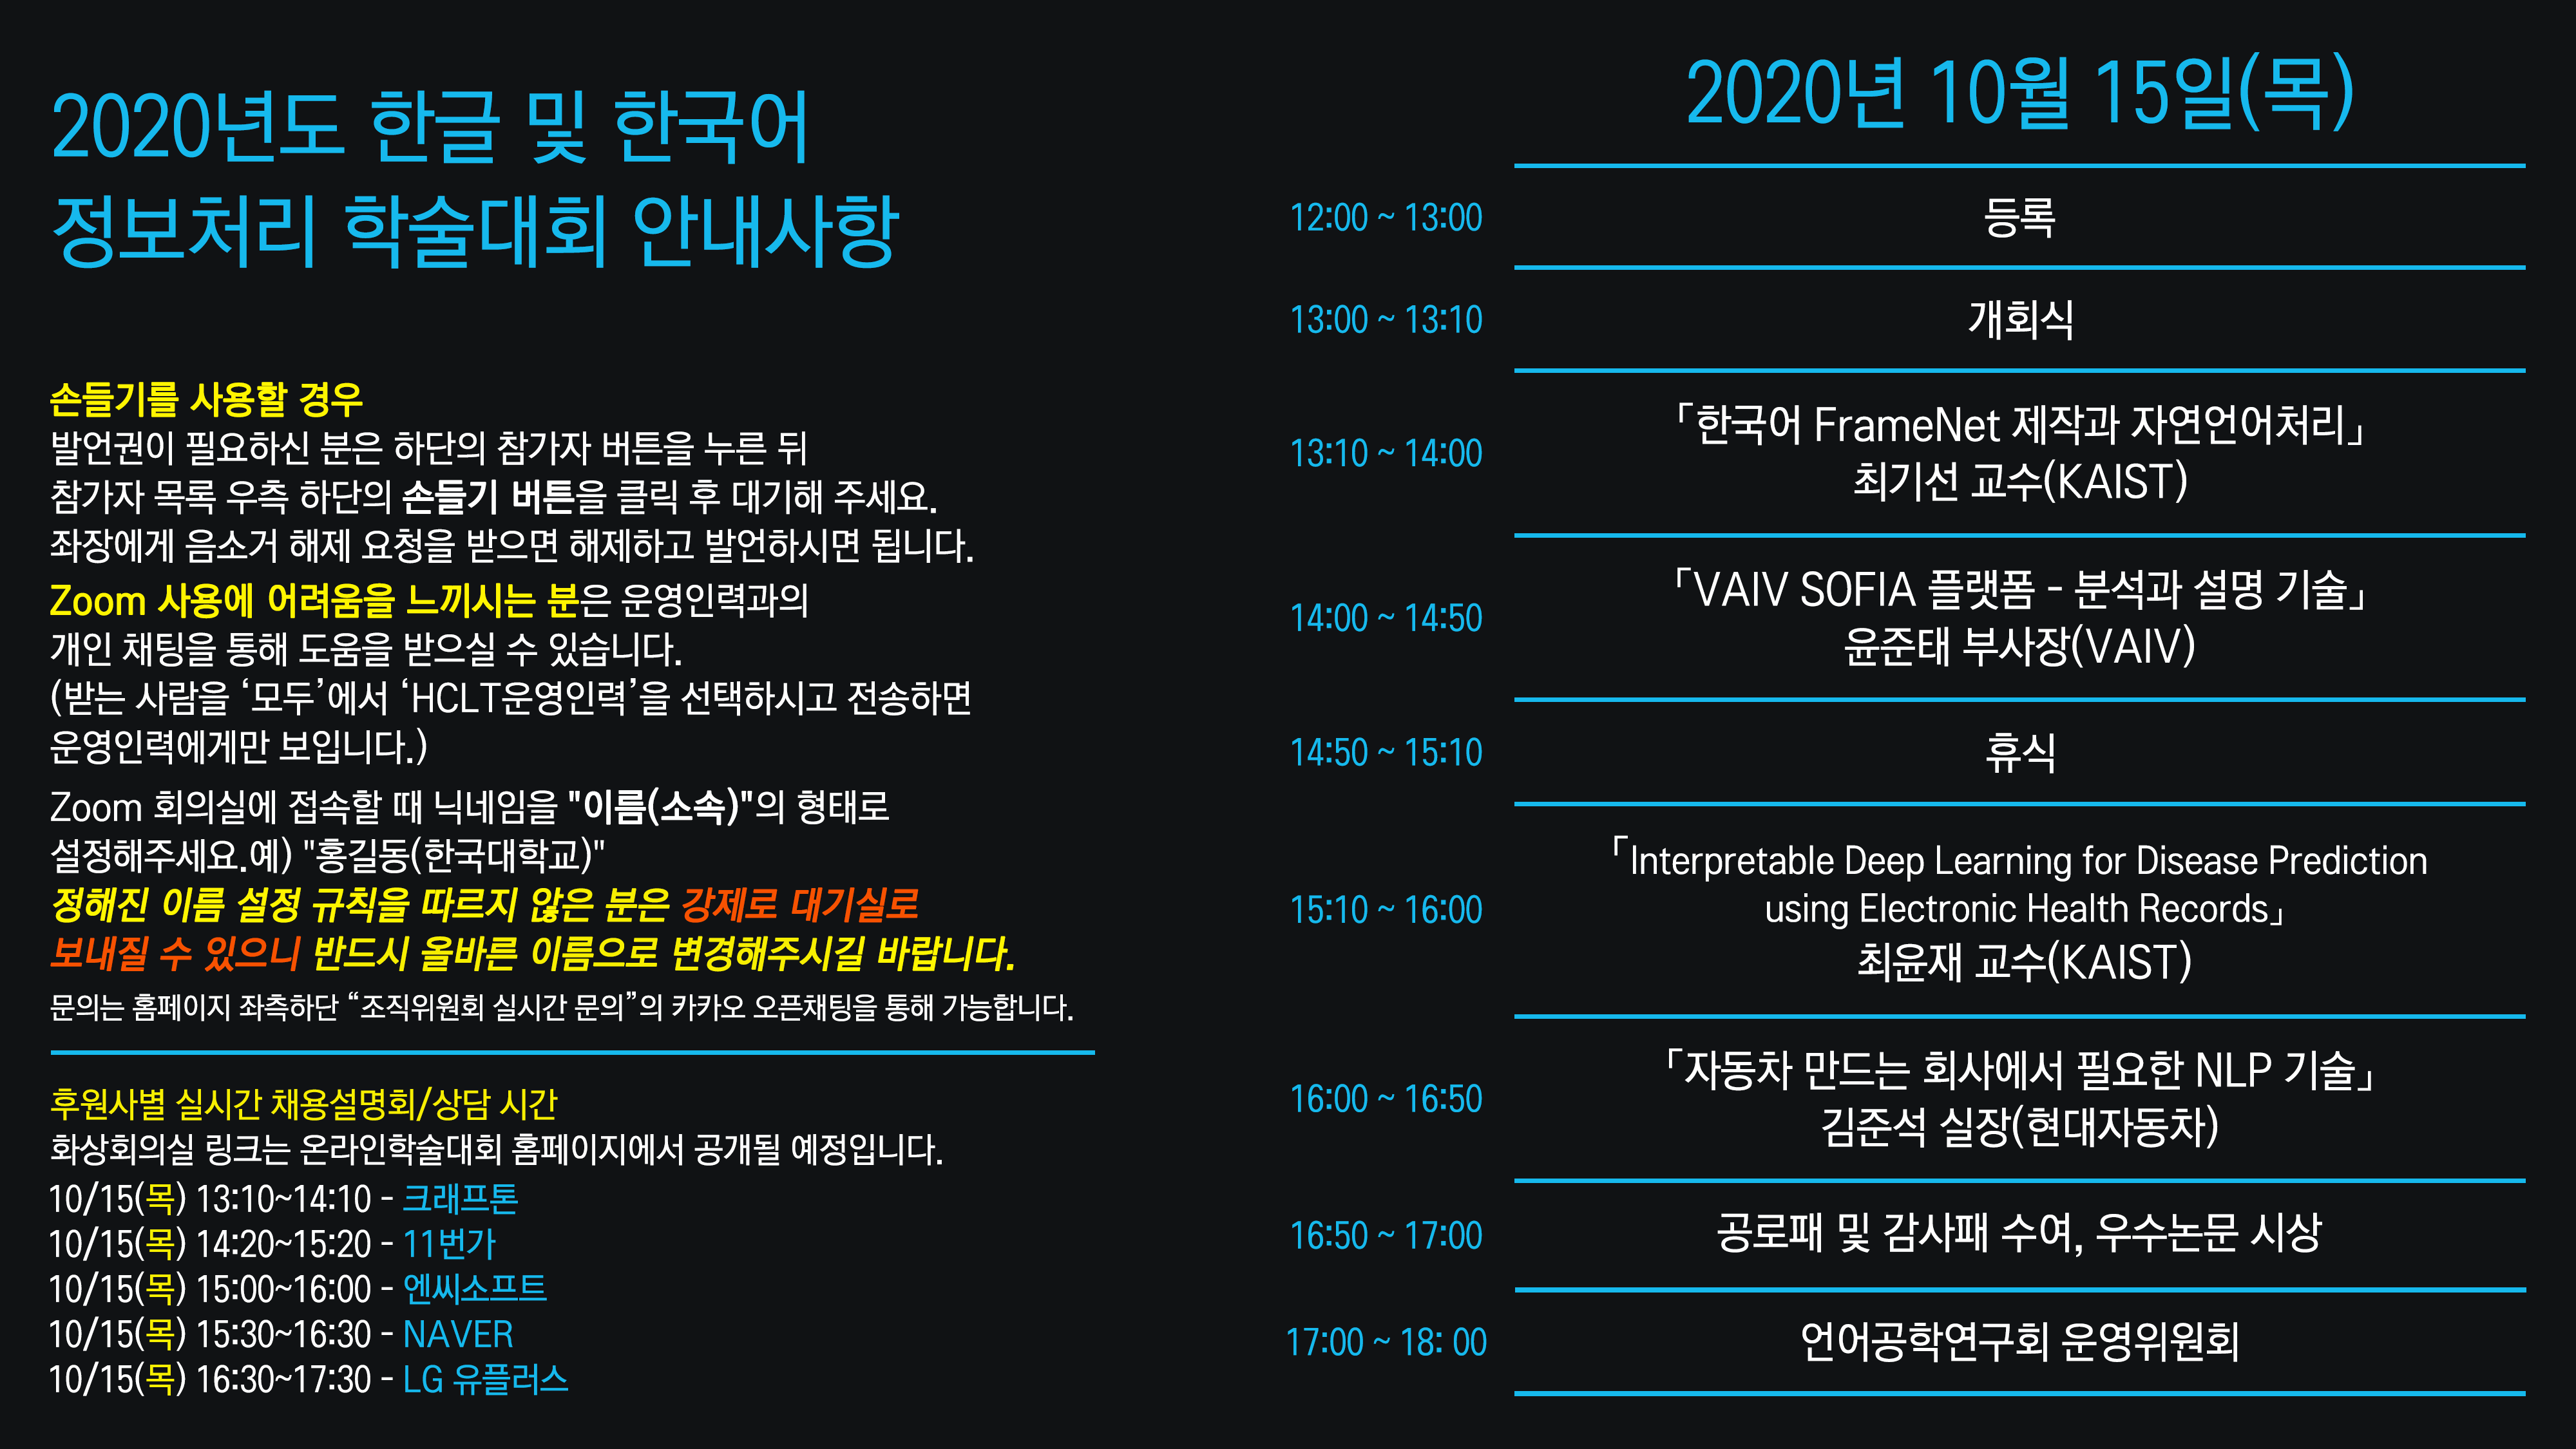 2020년도 한글 및 한국어
정보처리 학술대회 안내사항
손들기를 사용할 경우
발언권이 필요하신 분은 하단의 참가자 버튼을 누른 뒤
참가자 목록 우측 하단의 손들기 버튼을 클릭 후 대기해 주세요.
좌장에게 음소거 해제 요청을 받으면 해제하고 발언하시면 됩니다.
Zoom 사용에 어려움을 느끼시는 분은 운영인력과의
개인 채팅을 통해 도움을 받으실 수 있습니다.
(받는 사람을 ‘모두’에서 ‘HCLT운영인력’을 선택하시고 전송하면
운영인력에게만 보입니다.)
Zoom 회의실에 접속할 때 닉네임을 "이름(소속)"의 형태로
설정해주세요.예) "홍길동(한국대학교)"
정해진 이름 설정 규칙을 따르지 않은 분은 강제로 대기실로
보내질 수 있으니 반드시 올바른 이름으로 변경해주시길 바랍니다.
문의는 홈페이지 좌측하단 “조직위원회 실시간 문의”의 카카오 오픈채팅을 통해 가능합니다.
후원사별 실시간 채용설명회/상담 시간
화상회의실 링크는 온라인학술대회 홈페이지에서 공개될 예정입니다.
10/15(목) 13:10~14:10 - 크래프톤
10/15(목) 14:20~15:20 - 11번가
10/15(목) 15:00~16:00 - 엔씨소프트
10/15(목) 15:30~16:30 - NAVER
10/15(목) 16:30~17:30 - LG 유플러스
2020년 10월 15일(목)
12:00 ~ 13:00 등록
13:00 ~ 13:10 개회식
13:10 ~ 14:00
「한국어 FrameNet 제작과 자연언어처리」
최기선 교수(KAIST)
14:00 ~ 14:50
「VAIV SOFIA 플랫폼 - 분석과 설명 기술」
윤준태 부사장(VAIV)
14:50 ~ 15:10 휴식
15:10 ~ 16:00
「Interpretable Deep Learning for Disease Prediction
using Electronic Health Records」
최윤재 교수(KAIST)
16:00 ~ 16:50
「자동차 만드는 회사에서 필요한 NLP 기술」
김준석 실장(현대자동차)
16:50 ~ 17:00 공로패 및 감사패 수여, 우수논문 시상
17:00 ~ 18: 00 언어공학연구회 운영위원회